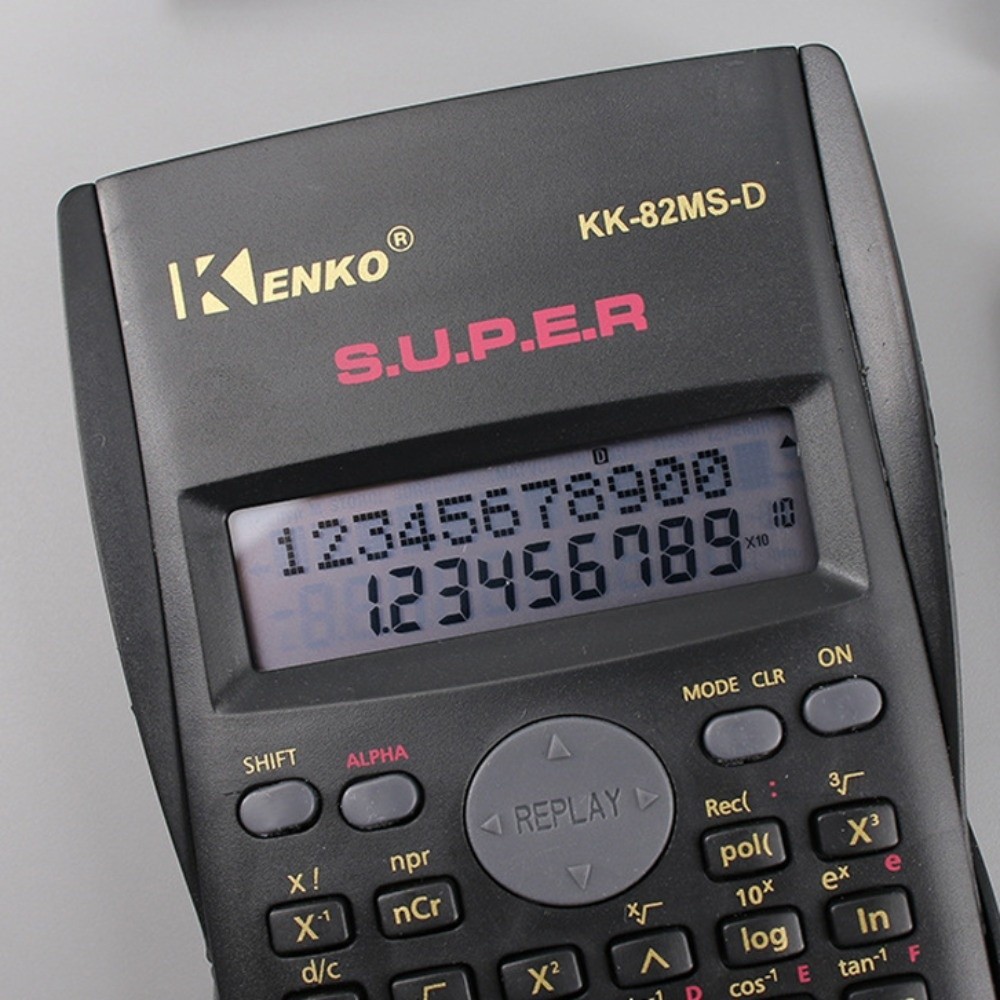 KENKO®
KK-82MS-D
S.U.P.E.R
D
12345678900
1.23456789 ×10 10
MODE CLR ON
SHIFT ALPHA
REPLAY
Rec( : ³√
pol( X³
x! npr
X⁻¹ nCr
ˣ√ 10ˣ eˣ e
^ log ln
d/c
√ X² D cos⁻¹ E tan⁻¹ F